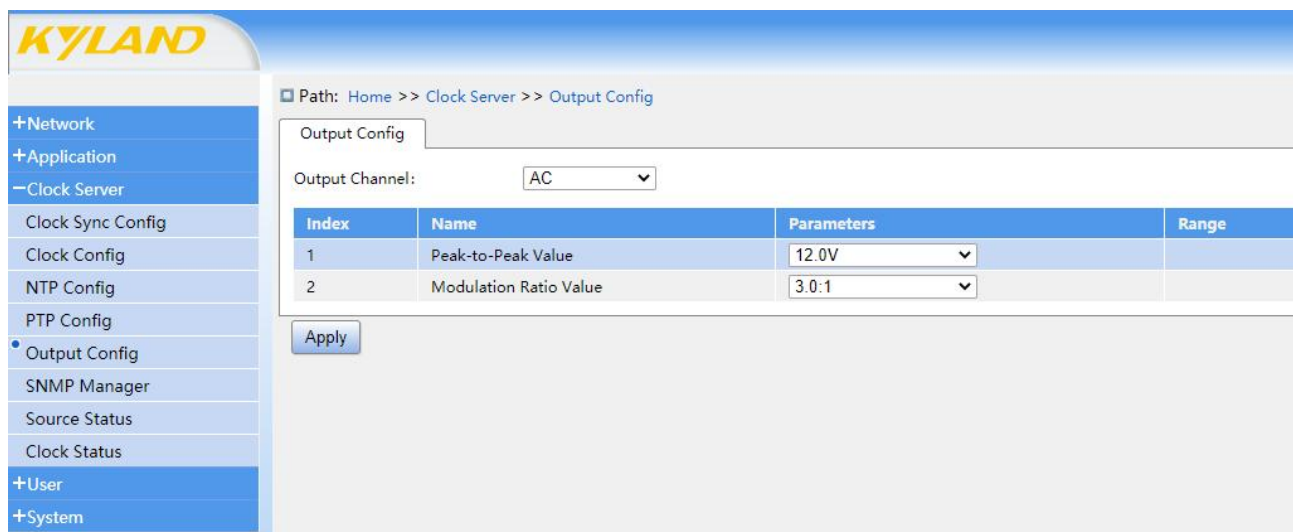 KYLAND
Path: Home >> Clock Server >> Output Config
+Network
+Application
−Clock Server
Clock Sync Config
Clock Config
NTP Config
PTP Config
Output Config
SNMP Manager
Source Status
Clock Status
+User
+System
Output Config
Output Channel: AC
Index Name Parameters Range
1 Peak-to-Peak Value 12.0V
2 Modulation Ratio Value 3.0:1
Apply